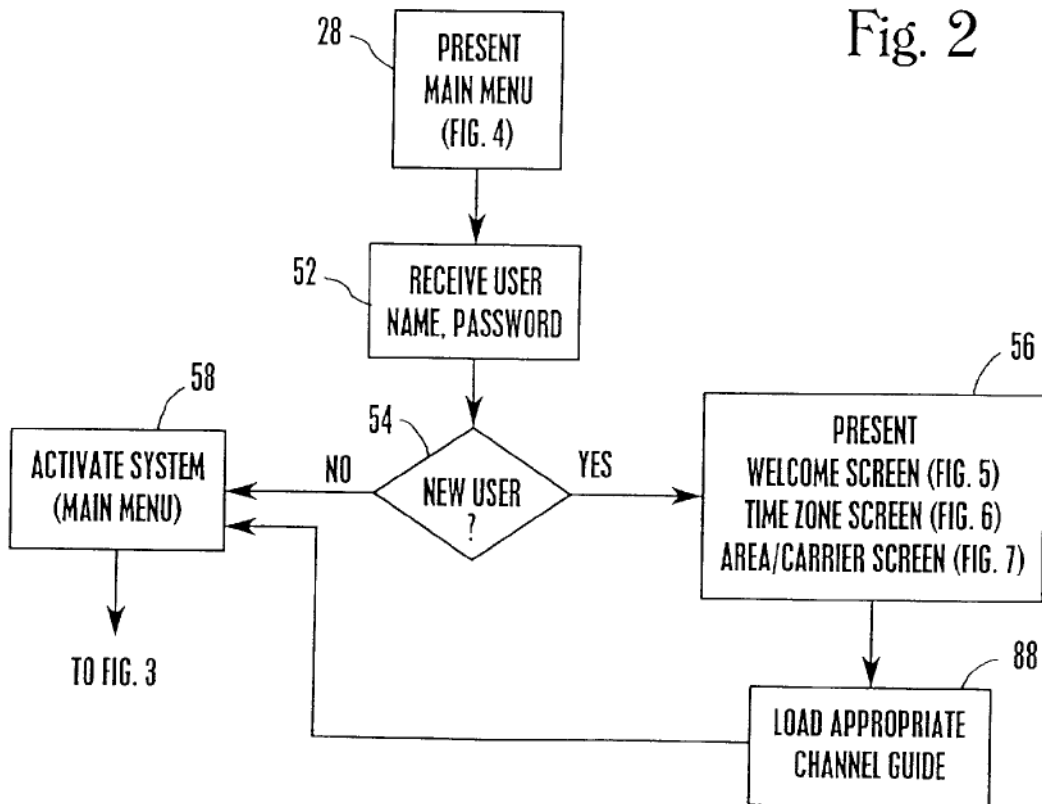 Fig. 2
28
PRESENT
MAIN MENU
(FIG. 4)
52
RECEIVE USER
NAME, PASSWORD
58
ACTIVATE SYSTEM
(MAIN MENU)
NO
54
NEW USER
?
YES
56
PRESENT
WELCOME SCREEN (FIG. 5)
TIME ZONE SCREEN (FIG. 6)
AREA/CARRIER SCREEN (FIG. 7)
TO FIG. 3
88
LOAD APPROPRIATE
CHANNEL GUIDE